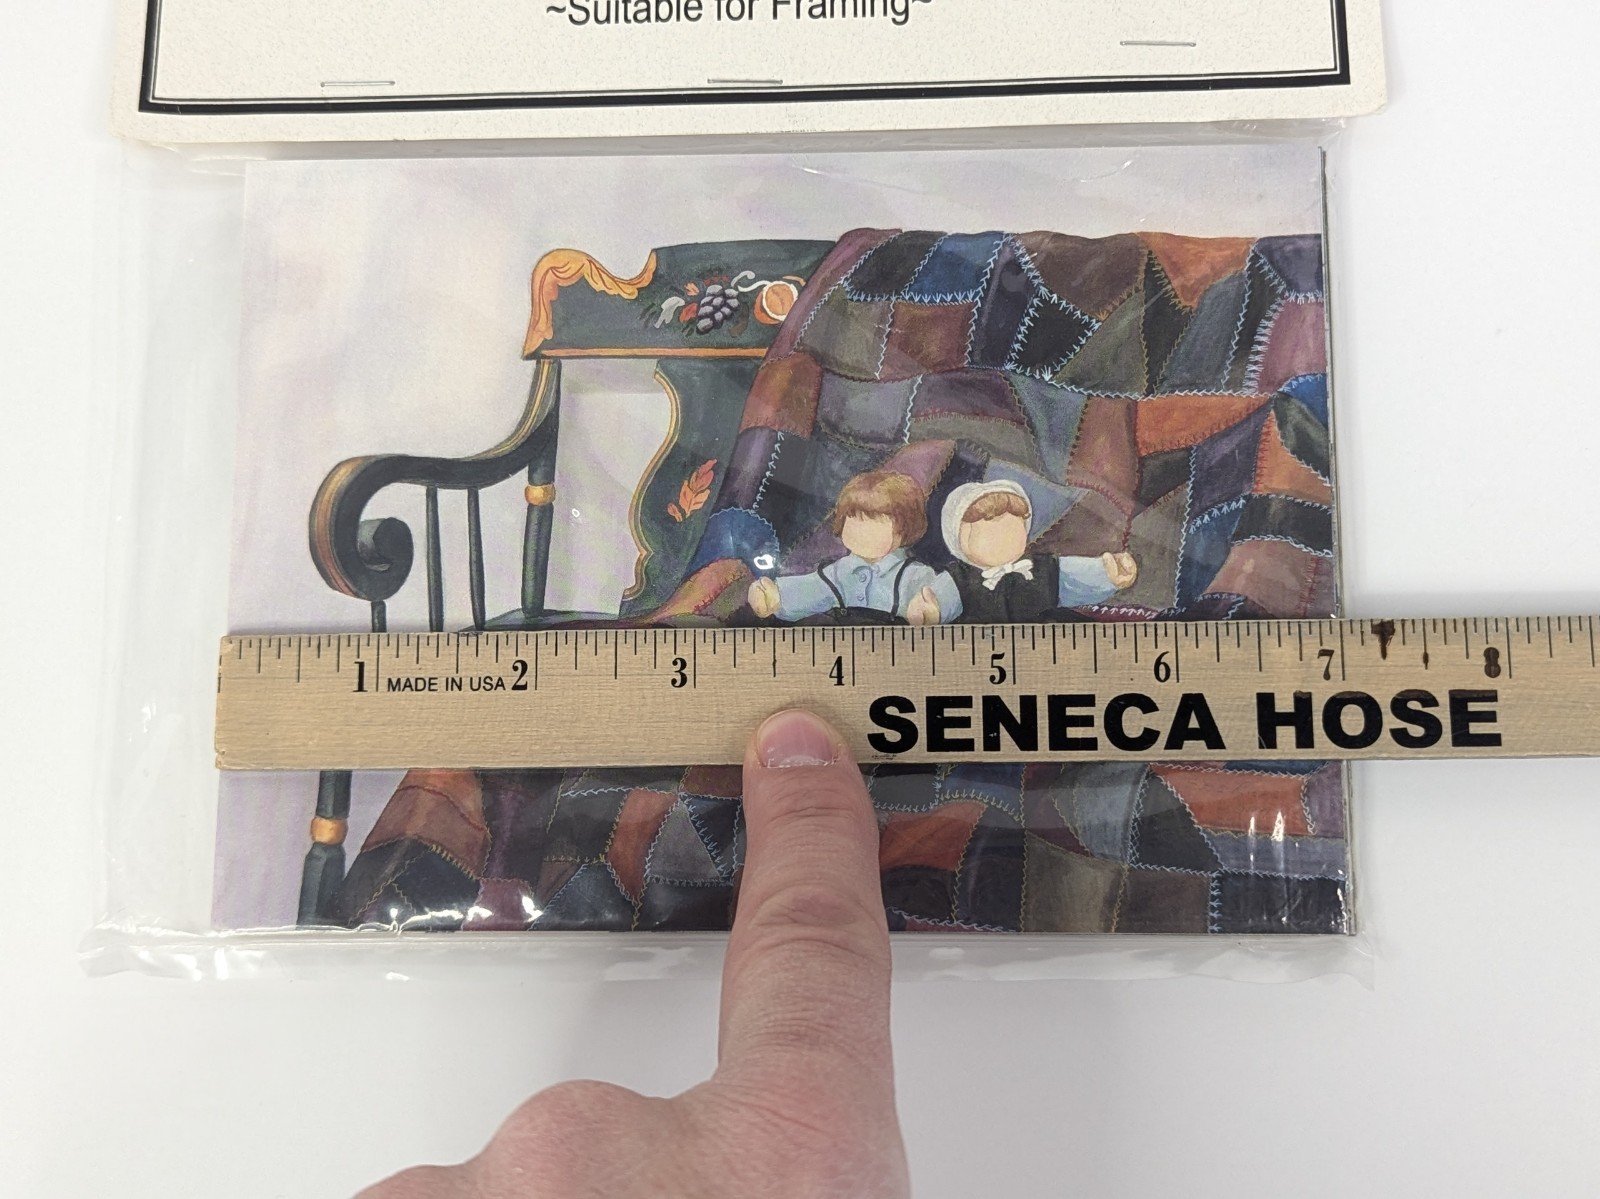 ~Suitable for Framing~
1 MADE IN USA 2 3 4 5 6 7 8
SENECA HOSE